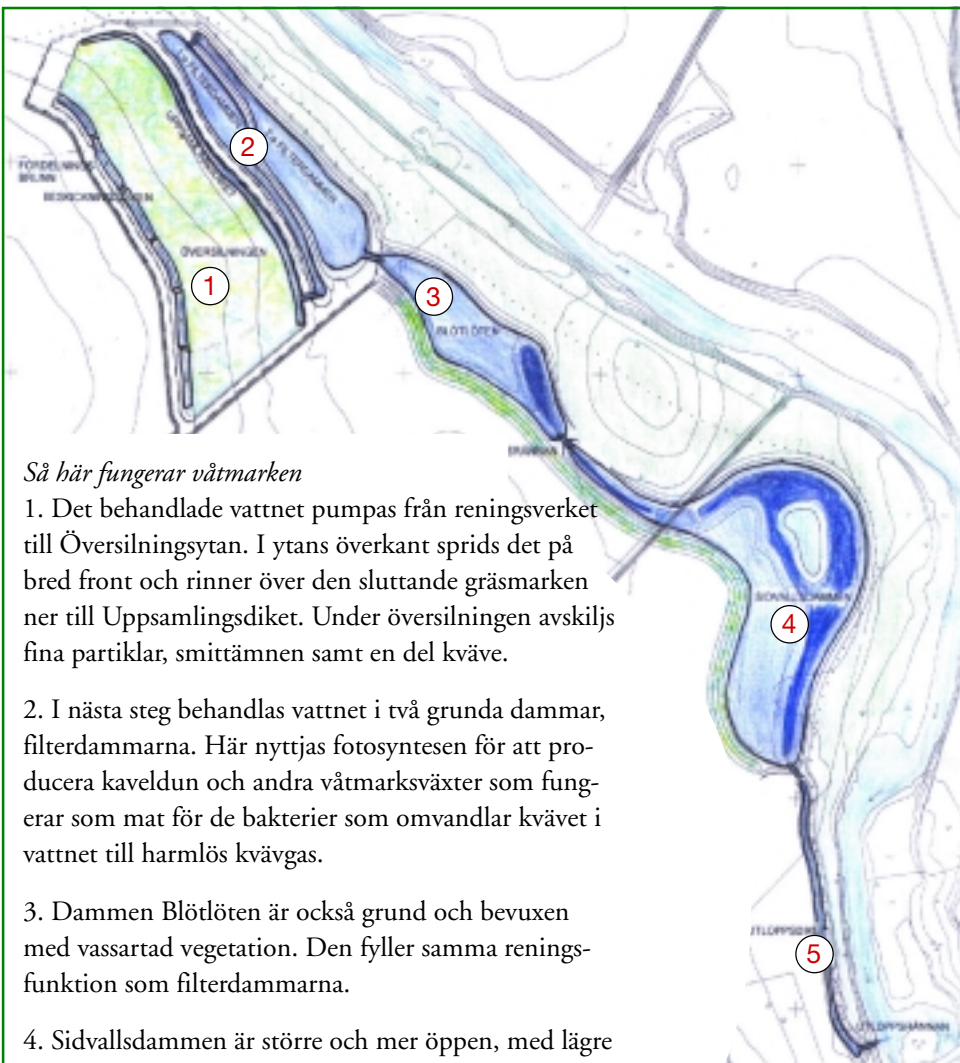 2
FÖRDELNINGS
BRUNN
ÖVERSILNINGEN
1
3
BLÖTLÖTEN
BRÄNNAN
Så här fungerar våtmarken
1. Det behandlade vattnet pumpas från reningsverket
till Översilningsytan. I ytans överkant sprids det på
bred front och rinner över den sluttande gräsmarken
ner till Uppsamlingsdiket. Under översilningen avskiljs
fina partiklar, smittämnen samt en del kväve.
SIDVALLSDAMMEN
4
2. I nästa steg behandlas vattnet i två grunda dammar,
filterdammarna. Här nyttjas fotosyntesen för att pro-
ducera kaveldun och andra våtmarksväxter som fung-
erar som mat för de bakterier som omvandlar kvävet i
vattnet till harmlös kvävgas.
3. Dammen Blötlöten är också grund och bevuxen
med vassartad vegetation. Den fyller samma renings-
funktion som filterdammarna.
5
4. Sidvallsdammen är större och mer öppen, med lägre
UTLOPPSRÄNNAN